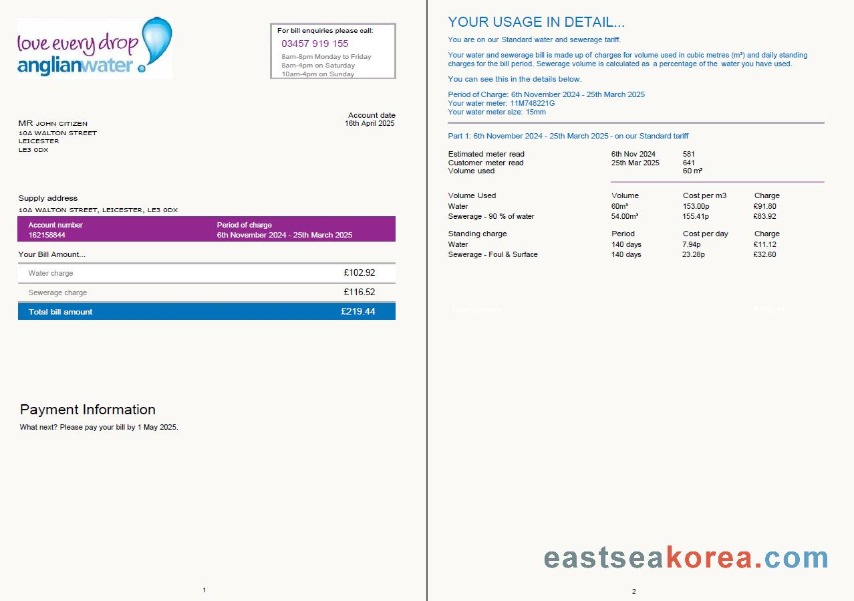 love every drop
anglianwater
For bill enquiries please call:
03457 919 155
8am-8pm Monday to Friday
8am-4pm on Saturday
10am-4pm on Sunday
Account date
16th April 2025
MR JOHN CITIZEN
10A WALTON STREET
LEICESTER
LE3 0DX
Supply address
10A WALTON STREET, LEICESTER, LE3 0DX
Account number Period of charge
162158844 6th November 2024 - 25th March 2025
Your Bill Amount...
Water charge £102.92
Sewerage charge £116.52
Total bill amount £219.44
Payment Information
What next? Please pay your bill by 1 May 2025.
1
YOUR USAGE IN DETAIL...
You are on our Standard water and sewerage tariff.
Your water and sewerage bill is made up of charges for volume used in cubic metres (m³) and daily standing
charges for the bill period. Sewerage volume is calculated as a percentage of the water you have used.
You can see this in the details below.
Period of Charge: 6th November 2024 - 25th March 2025
Your water meter: 11M748221G
Your water meter size: 15mm
Part 1: 6th November 2024 - 25th March 2025 - on our Standard tariff
Estimated meter read 6th Nov 2024 581
Customer meter read 25th Mar 2025 641
Volume used 60 m³
Volume Used Volume Cost per m3 Charge
Water 60m³ 153.00p £91.80
Sewerage - 90 % of water 54.00m³ 155.41p £83.92
Standing charge Period Cost per day Charge
Water 140 days 7.94p £11.12
Sewerage - Foul & Surface 140 days 23.28p £32.60
eastseakorea.com
2